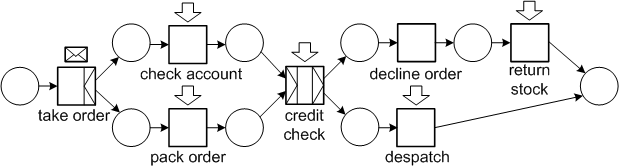 take order
check account
pack order
credit
check
decline order
return
stock
despatch